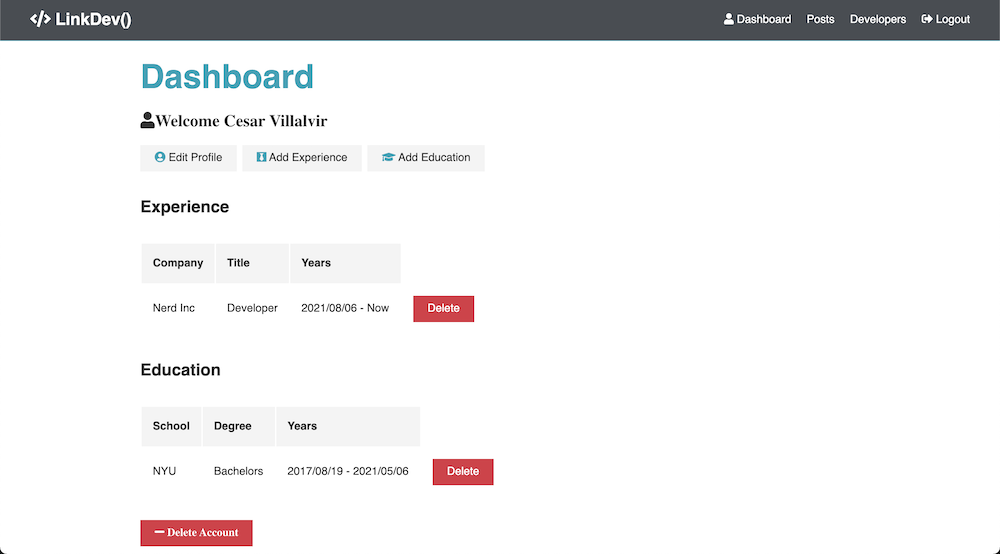 </> LinkDev() Dashboard Posts Developers Logout
Dashboard
Welcome Cesar Villalvir
Edit Profile Add Experience Add Education
Experience
Company Title Years
Nerd Inc Developer 2021/08/06 - Now Delete
Education
School Degree Years
NYU Bachelors 2017/08/19 - 2021/05/06 Delete
Delete Account